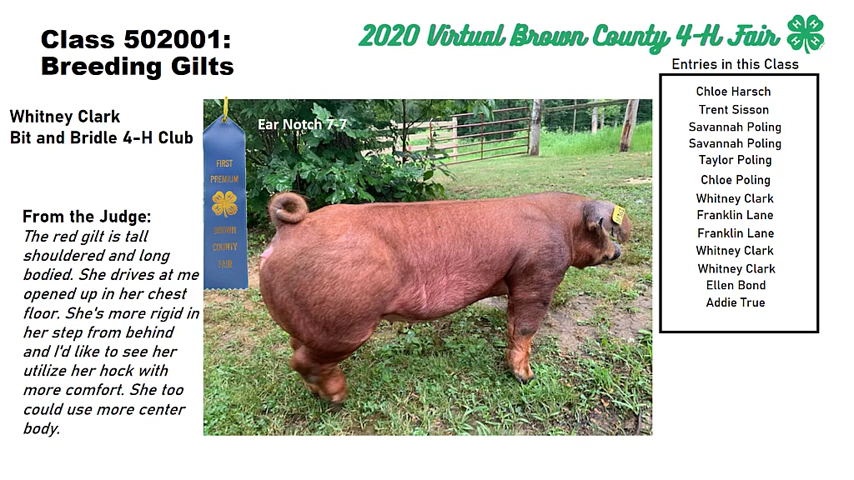 Class 502001:
Breeding Gilts
2020 Virtual Brown County 4-H Fair
H H
H H
Whitney Clark
Bit and Bridle 4-H Club
Ear Notch 7-7
FIRST
PREMIUM
BROWN
COUNTY
FAIR
From the Judge:
The red gilt is tall
shouldered and long
bodied. She drives at me
opened up in her chest
floor. She's more rigid in
her step from behind
and I'd like to see her
utilize her hock with
more comfort. She too
could use more center
body.
Entries in this Class
Chloe Harsch
Trent Sisson
Savannah Poling
Savannah Poling
Taylor Poling
Chloe Poling
Whitney Clark
Franklin Lane
Franklin Lane
Whitney Clark
Whitney Clark
Ellen Bond
Addie True